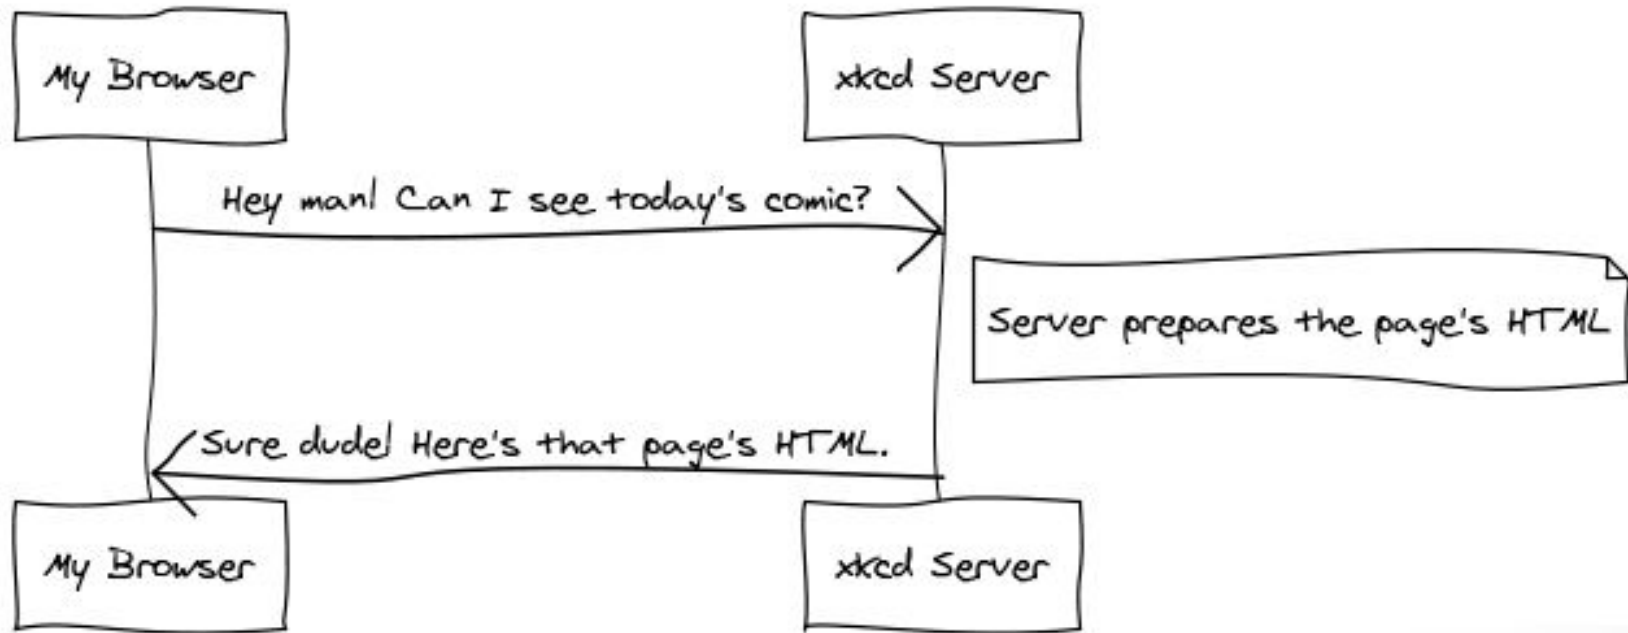 My Browser
xkcd Server
Hey man! Can I see today's comic?
Server prepares the page's HTML
Sure dude! Here's that page's HTML.
My Browser
xkcd Server